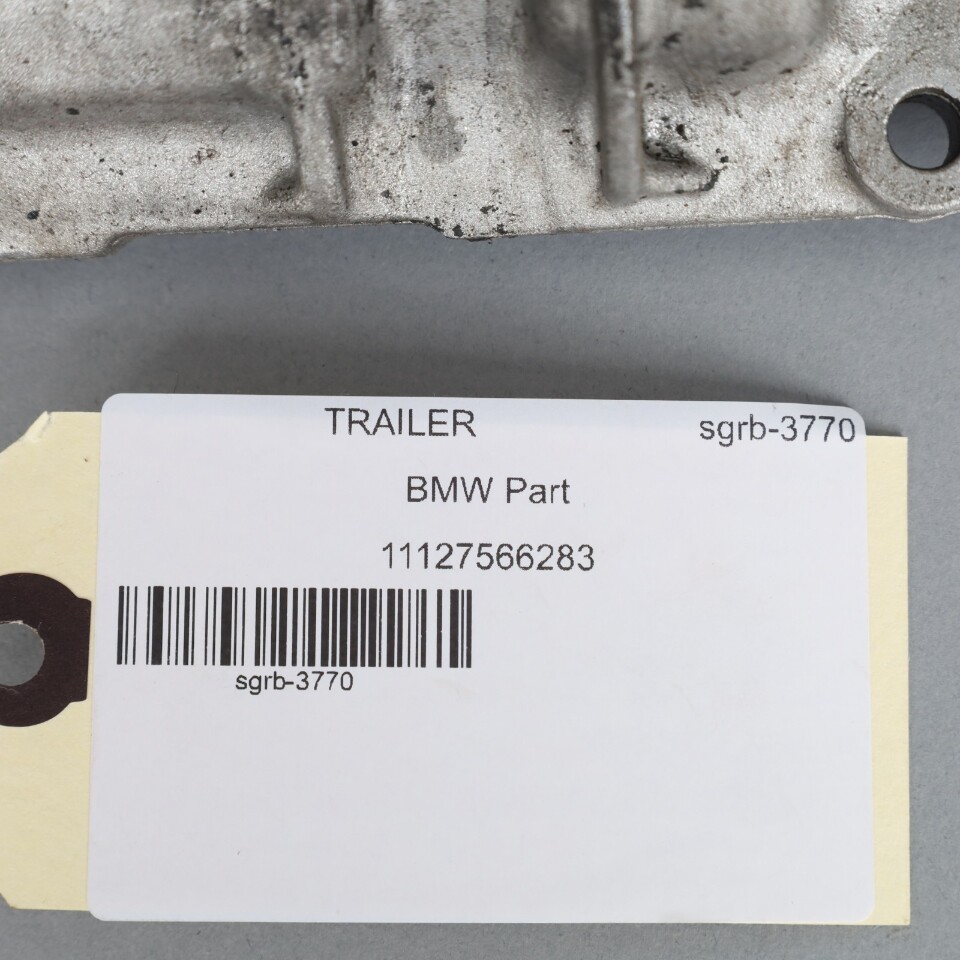 TRAILER sgrb-3770
BMW Part
11127566283
sgrb-3770